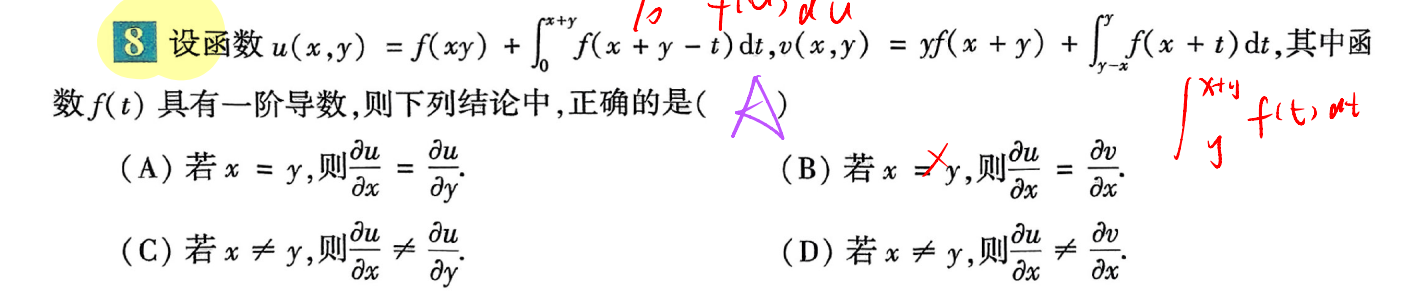 f(u) du
8 设函数 u(x,y) = f(xy) + ∫₀^{x+y} f(x + y − t)dt, v(x,y) = yf(x + y) + ∫_{y−x}^{y} f(x + t)dt, 其中函
数 f(t) 具有一阶导数,则下列结论中,正确的是( A )
∫_y^{x+y} f(t) dt
(A) 若 x = y,则 ∂u/∂x = ∂u/∂y. (B) 若 x = y,则 ∂u/∂x = ∂v/∂x.
(C) 若 x ≠ y,则 ∂u/∂x ≠ ∂u/∂y. (D) 若 x ≠ y,则 ∂u/∂x ≠ ∂v/∂x.